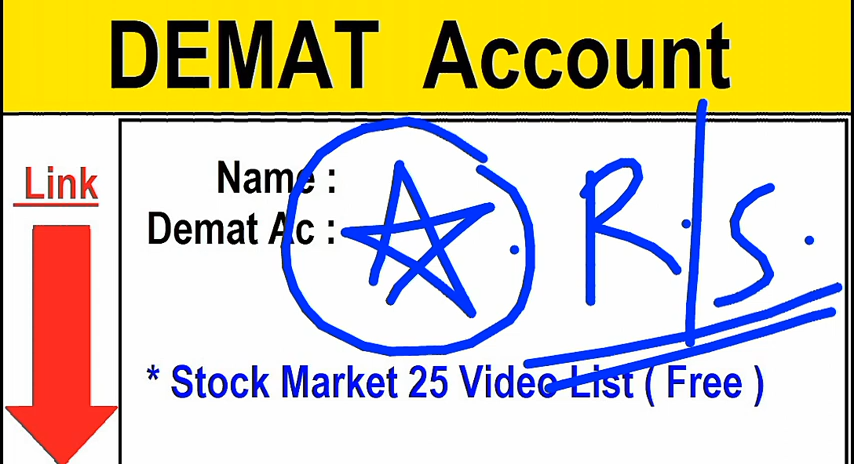 DEMAT Account
Link
Name :
Demat Ac :
R./S.
* Stock Market 25 Video List ( Free )